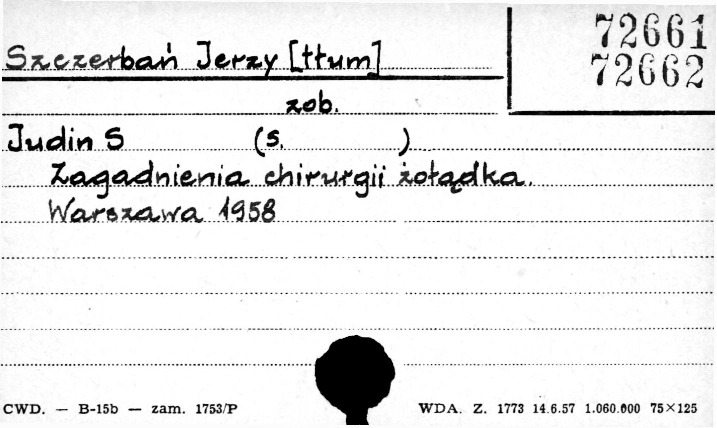 72661
72662
Szczerbań Jerzy [tłum]
zob.
Judin S (S. )
Zagadnienia chirurgii żołądka.
Warszawa 1958
CWD. — B-15b — zam. 1753/P WDA. Z. 1773 14.6.57 1.060.000 75×125